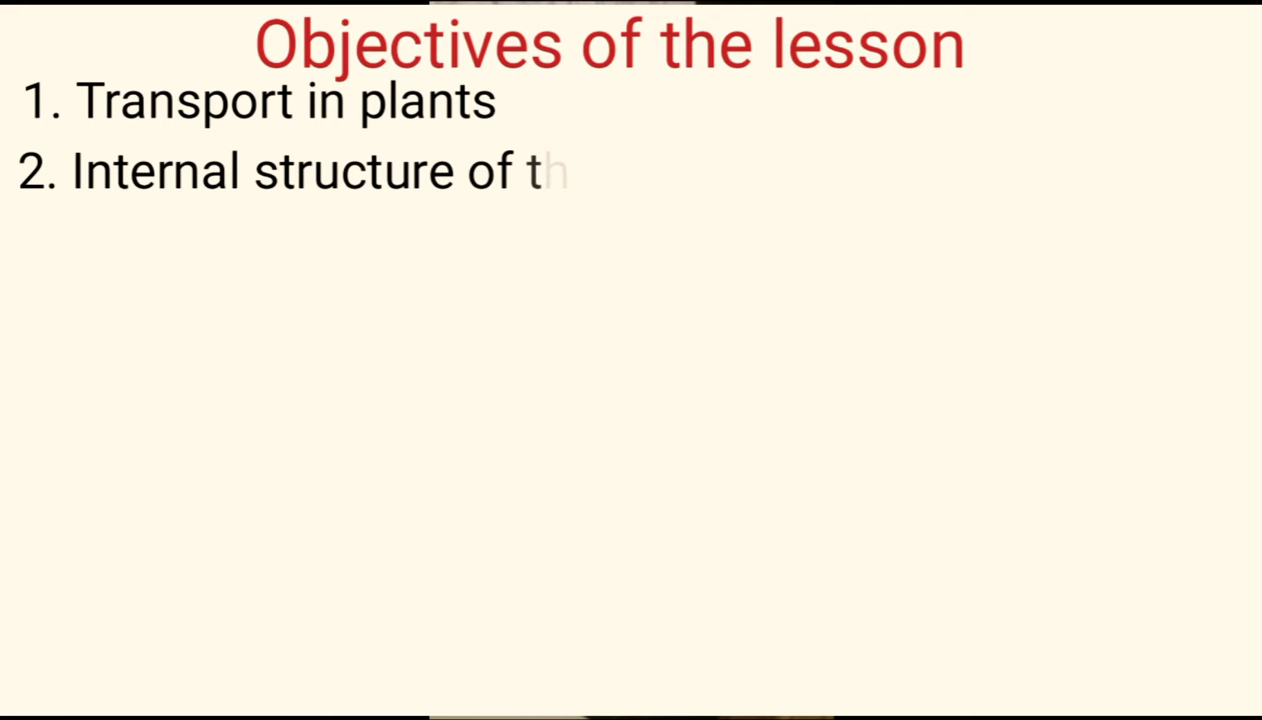 Objectives of the lesson
1. Transport in plants
2. Internal structure of th